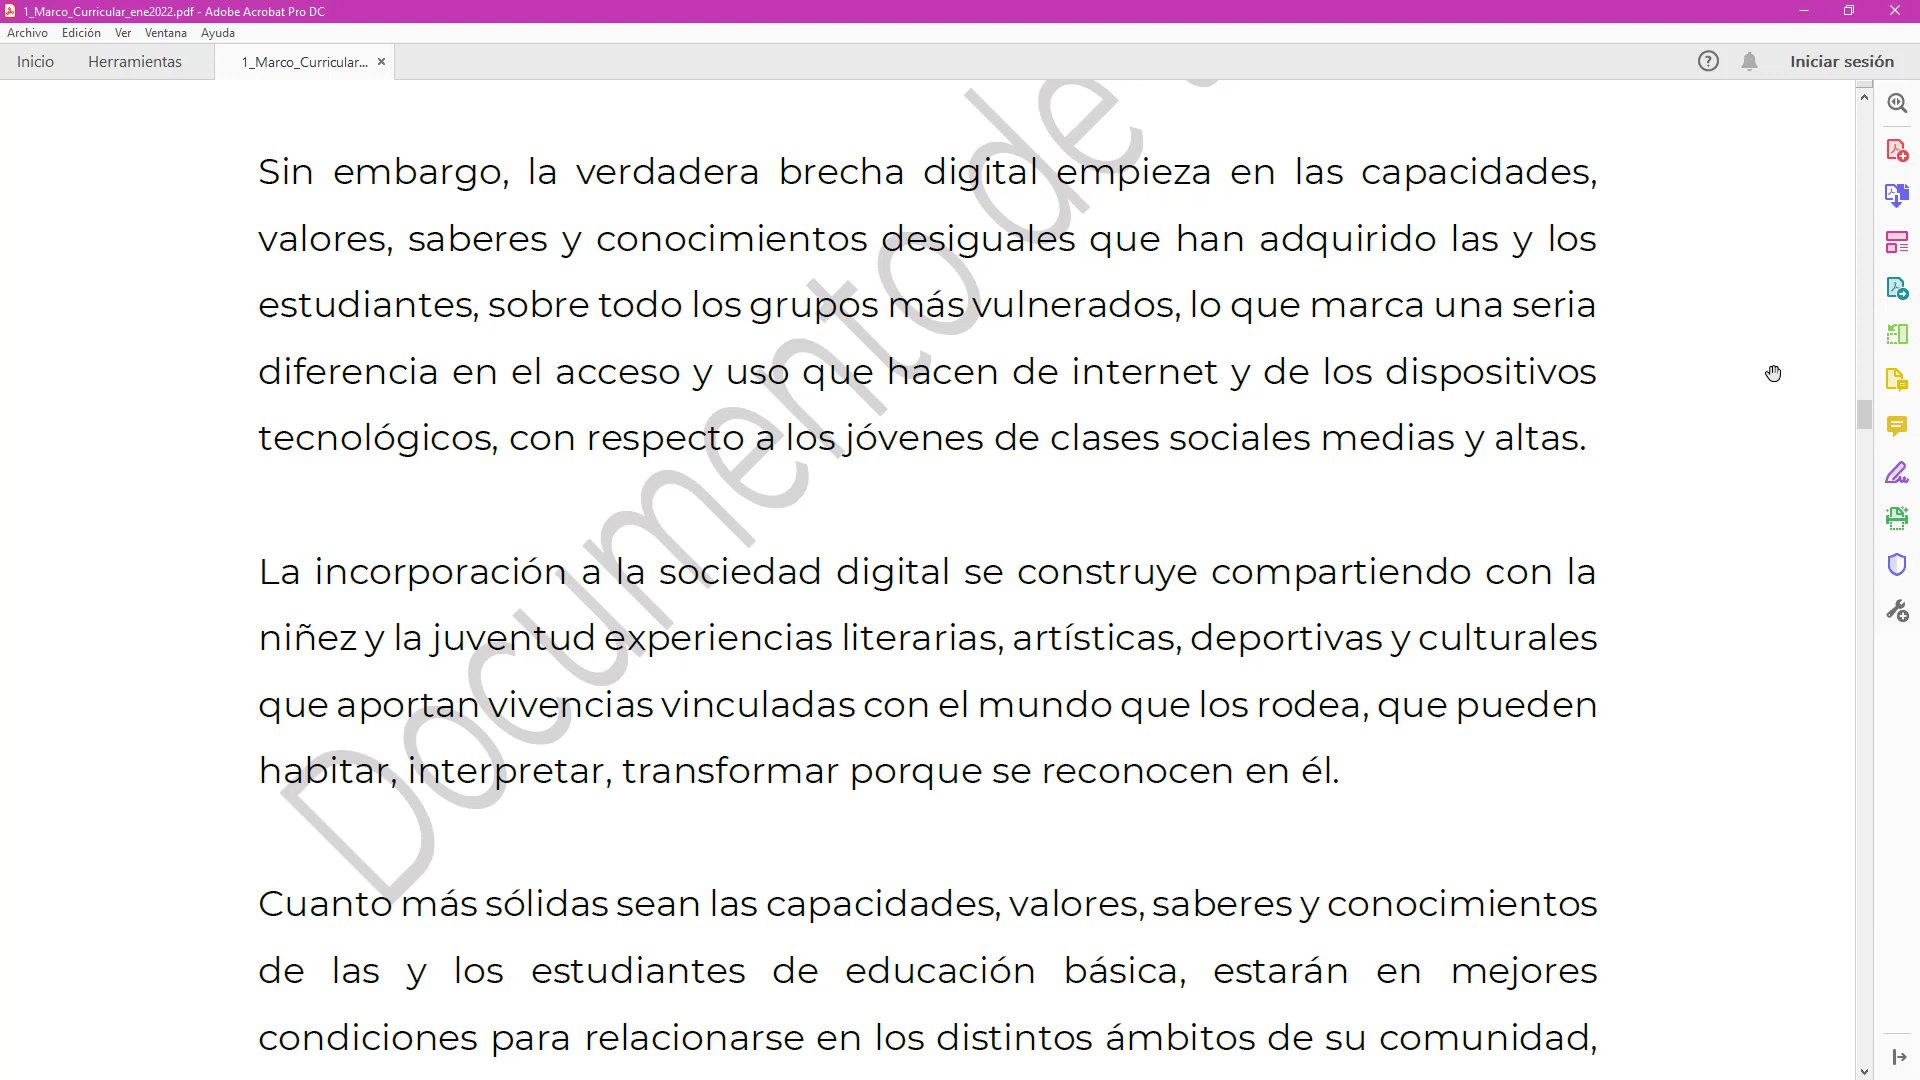 1_Marco_Curricular_ene2022.pdf - Adobe Acrobat Pro DC
Archivo Edición Ver Ventana Ayuda
Inicio Herramientas 1_Marco_Curricular... × Iniciar sesión
Documento de
Sin embargo, la verdadera brecha digital empieza en las capacidades,
valores, saberes y conocimientos desiguales que han adquirido las y los
estudiantes, sobre todo los grupos más vulnerados, lo que marca una seria
diferencia en el acceso y uso que hacen de internet y de los dispositivos
tecnológicos, con respecto a los jóvenes de clases sociales medias y altas.
La incorporación a la sociedad digital se construye compartiendo con la
niñez y la juventud experiencias literarias, artísticas, deportivas y culturales
que aportan vivencias vinculadas con el mundo que los rodea, que pueden
habitar, interpretar, transformar porque se reconocen en él.
Cuanto más sólidas sean las capacidades, valores, saberes y conocimientos
de las y los estudiantes de educación básica, estarán en mejores
condiciones para relacionarse en los distintos ámbitos de su comunidad,